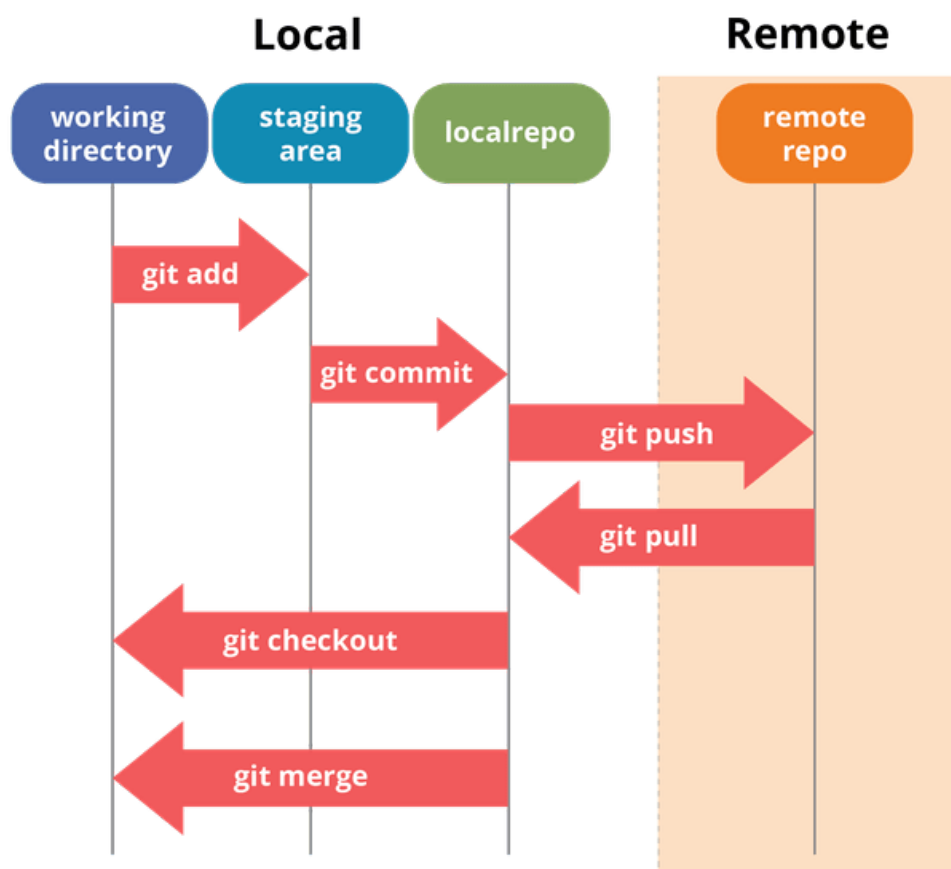 Local
Remote
working
directory
staging
area
localrepo
remote
repo
git add
git commit
git push
git pull
git checkout
git merge